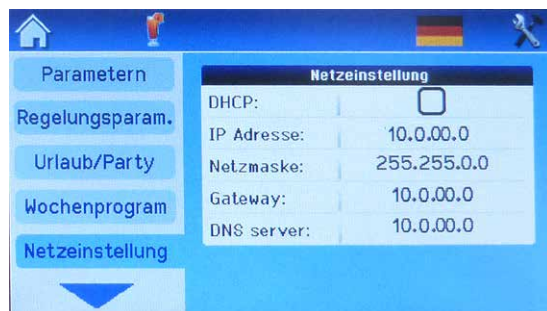 Parametern
Regelungsparam.
Urlaub/Party
Wochenprogram
Netzeinstellung
Netzeinstellung
DHCP:
IP Adresse: 10.0.00.0
Netzmaske: 255.255.0.0
Gateway: 10.0.00.0
DNS server: 10.0.00.0